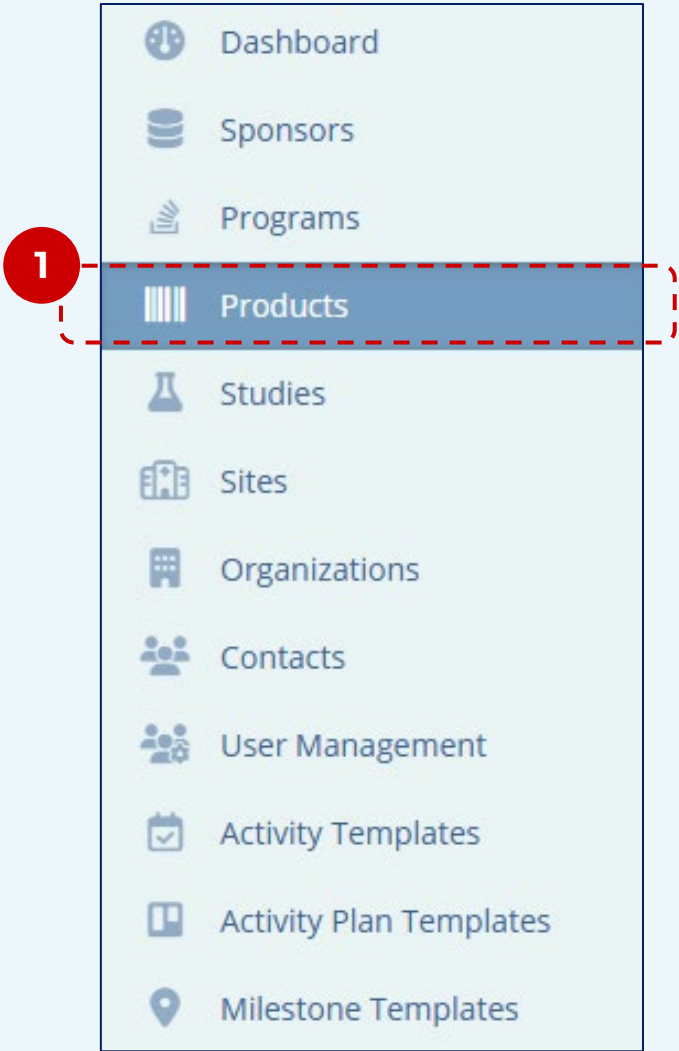 Dashboard
Sponsors
Programs
1
Products
Studies
Sites
Organizations
Contacts
User Management
Activity Templates
Activity Plan Templates
Milestone Templates